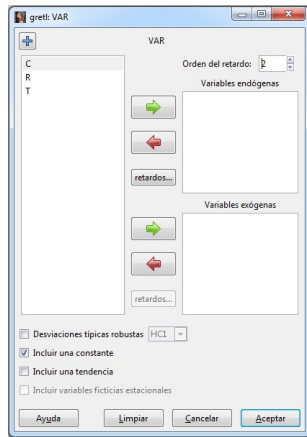 gretl: VAR
VAR
C
R
T
Orden del retardo: 2
Variables endógenas
retardos...
Variables exógenas
retardos...
Desviaciones típicas robustas HC1
Incluir una constante
Incluir una tendencia
Incluir variables ficticias estacionales
Ayuda Limpiar Cancelar Aceptar